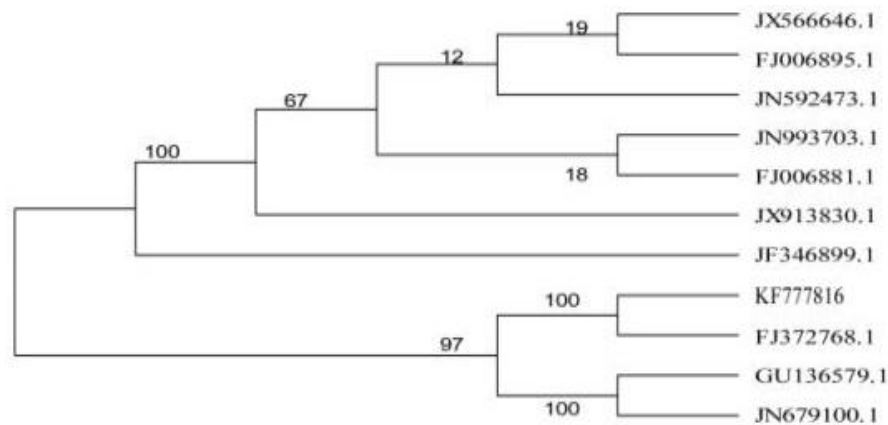 JX566646.1
19
FJ006895.1
12
JN592473.1
67
JN993703.1
100
FJ006881.1
18
JX913830.1
JF346899.1
KF777816
100
FJ372768.1
97
GU136579.1
100
JN679100.1